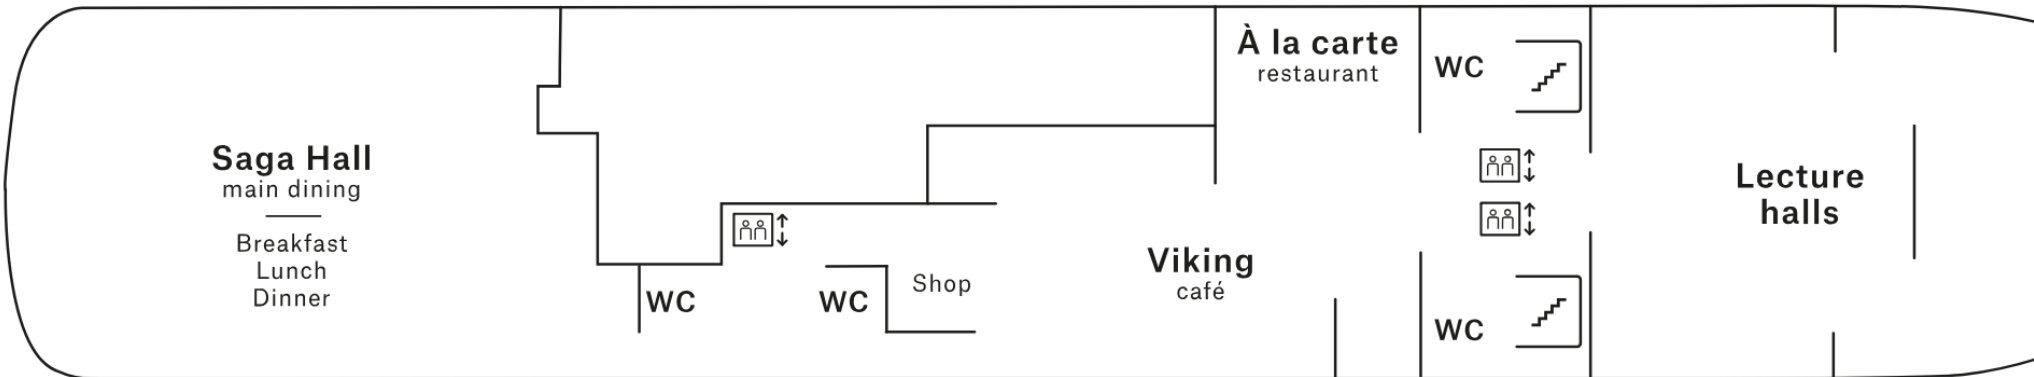 Saga Hall
main dining
Breakfast
Lunch
Dinner
WC
WC
Shop
Viking
café
À la carte
restaurant
WC
WC
Lecture
halls